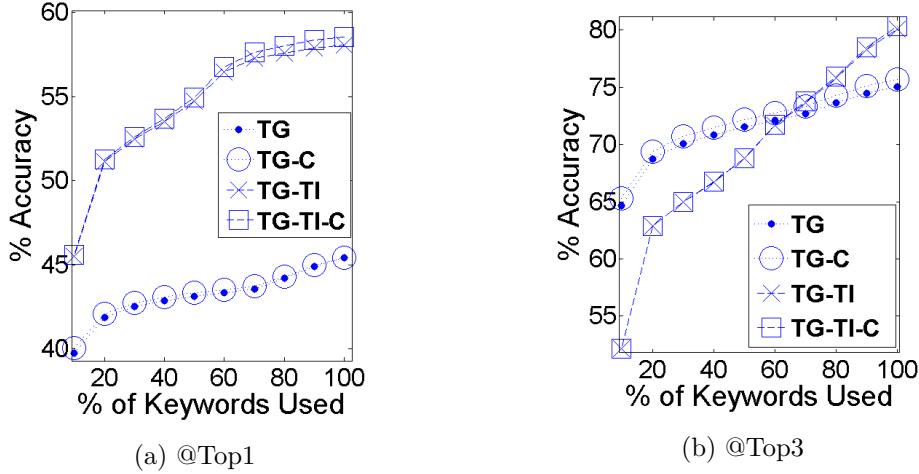 60
55
50
45
40
% Accuracy
TG
TG-C
TG-TI
TG-TI-C
20 40 60 80 100
% of Keywords Used
(a) @Top1
80
75
70
65
60
55
% Accuracy
TG
TG-C
TG-TI
TG-TI-C
20 40 60 80 100
% of Keywords Used
(b) @Top3